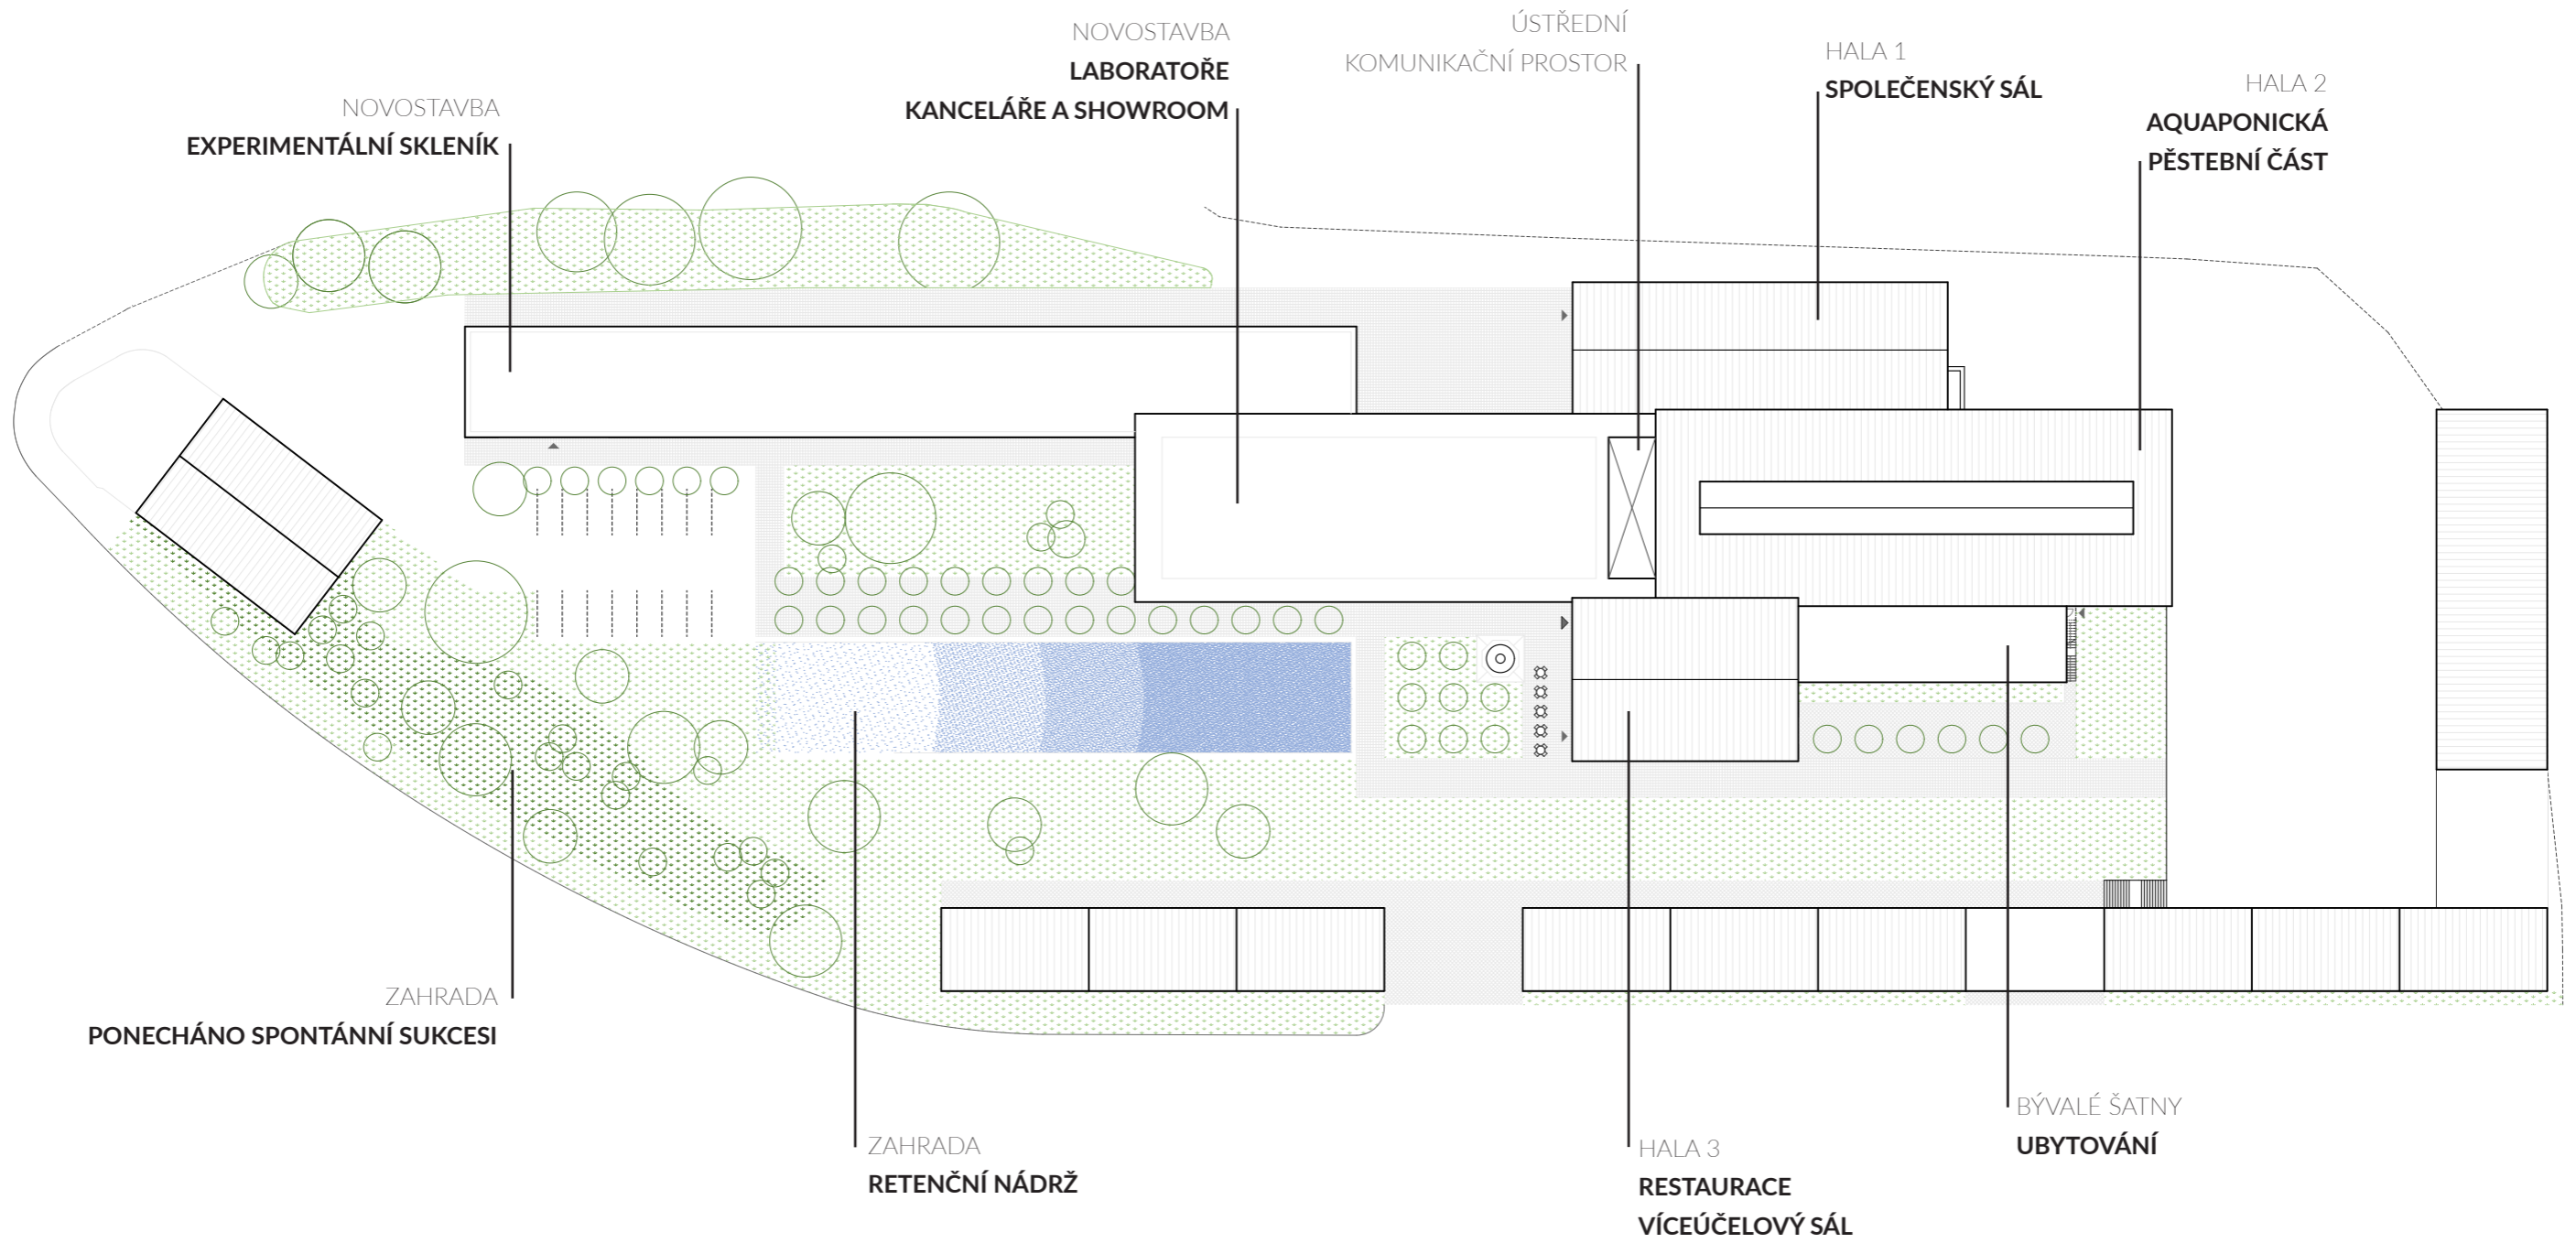 NOVOSTAVBA
EXPERIMENTÁLNÍ SKLENÍK
NOVOSTAVBA
LABORATOŘE
KANCELÁŘE A SHOWROOM
ÚSTŘEDNÍ
KOMUNIKAČNÍ PROSTOR
HALA 1
SPOLEČENSKÝ SÁL
HALA 2
AQUAPONICKÁ
PĚSTEBNÍ ČÁST
ZAHRADA
PONECHÁNO SPONTÁNNÍ SUKCESI
ZAHRADA
RETENČNÍ NÁDRŽ
HALA 3
RESTAURACE
VÍCEÚČELOVÝ SÁL
BÝVALÉ ŠATNY
UBYTOVÁNÍ